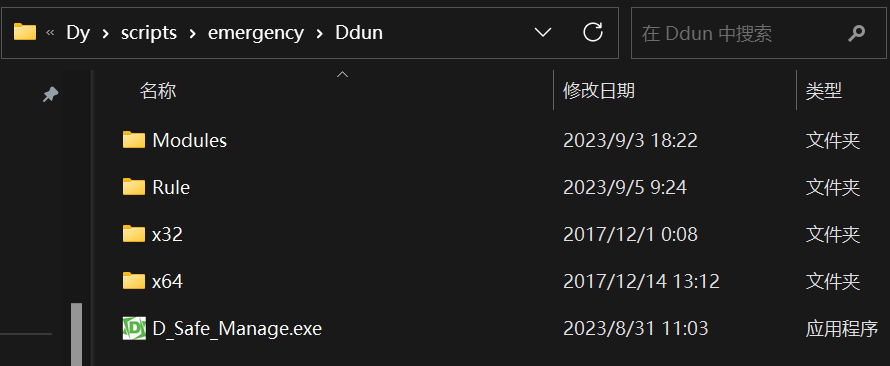 « Dy › scripts › emergency › Ddun 在 Ddun 中搜索
名称 修改日期 类型
Modules 2023/9/3 18:22 文件夹
Rule 2023/9/5 9:24 文件夹
x32 2017/12/1 0:08 文件夹
x64 2017/12/14 13:12 文件夹
D_Safe_Manage.exe 2023/8/31 11:03 应用程序